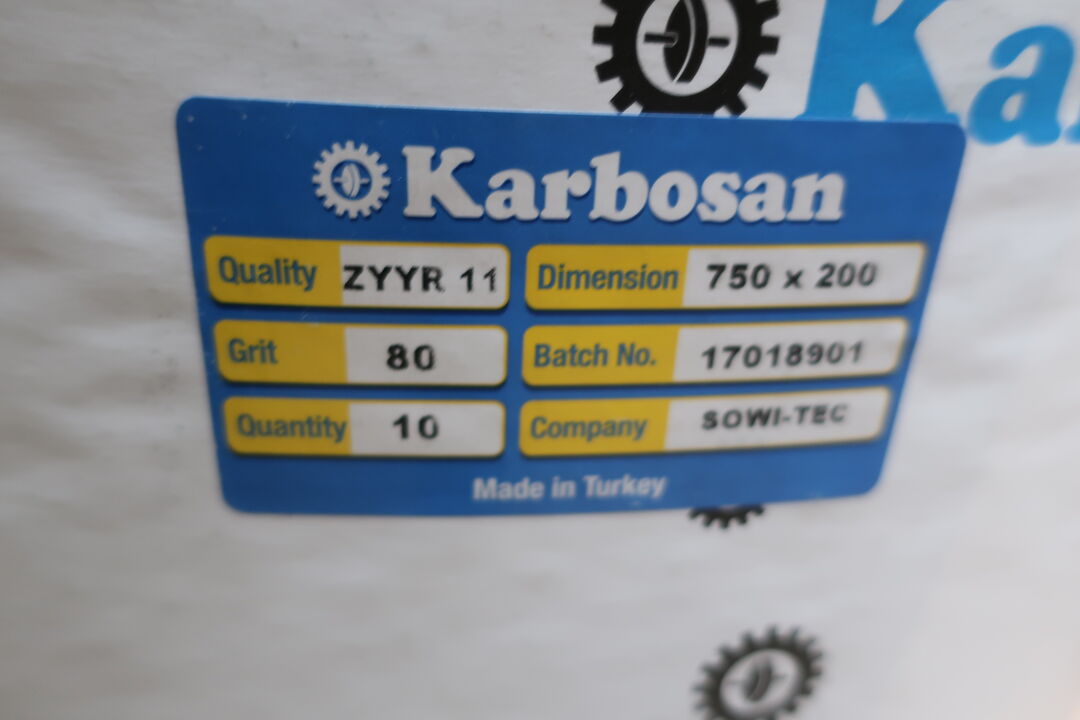 Ka
Karbosan
Quality ZYYR 11 Dimension 750 x 200
Grit 80 Batch No. 17018901
Quantity 10 Company SOWI-TEC
Made in Turkey